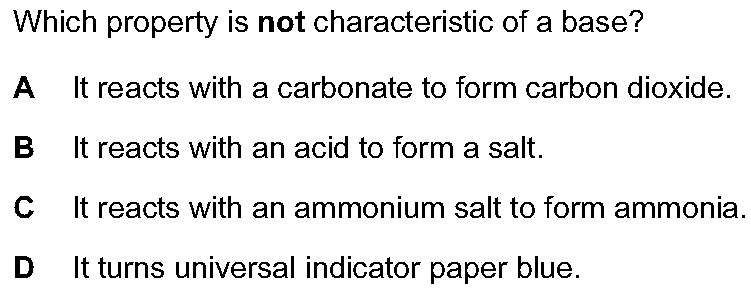 Which property is not characteristic of a base?
A It reacts with a carbonate to form carbon dioxide.
B It reacts with an acid to form a salt.
C It reacts with an ammonium salt to form ammonia.
D It turns universal indicator paper blue.